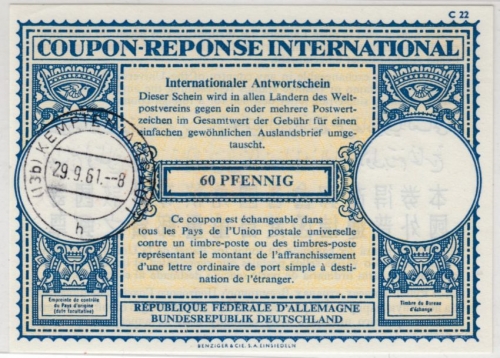 C 22
COUPON-REPONSE INTERNATIONAL
Internationaler Antwortschein
Dieser Schein wird in allen Ländern des Welt-
postvereins gegen ein oder mehrere Postwert-
zeichen im Gesamtwert der Gebühr für einen
einfachen gewöhnlichen Auslandsbrief umge-
tauscht.
(13b) KEMPTEN
29.9.61.-8
h
60 PFENNIG
Ce coupon est échangeable dans
tous les Pays de l'Union postale universelle
contre un timbre-poste ou des timbres-poste
représentant le montant de l'affranchissement
d'une lettre ordinaire de port simple à desti-
nation de l'étranger.
Empreinte de contrôle
du Pays d'origine
(date facultative)
Timbre du Bureau
d'échange
RÉPUBLIQUE FÉDÉRALE D'ALLEMAGNE
BUNDESREPUBLIK DEUTSCHLAND
BENZIGER & CIE. S. A. EINSIEDELN